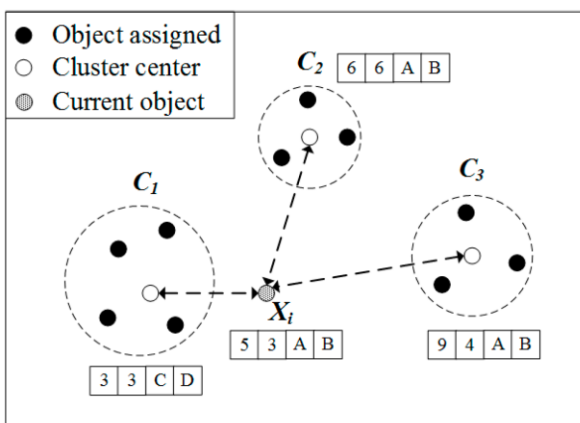 Object assigned
Cluster center
Current object
C2
6 6 A B
C1
C3
Xi
5 3 A B
9 4 A B
3 3 C D